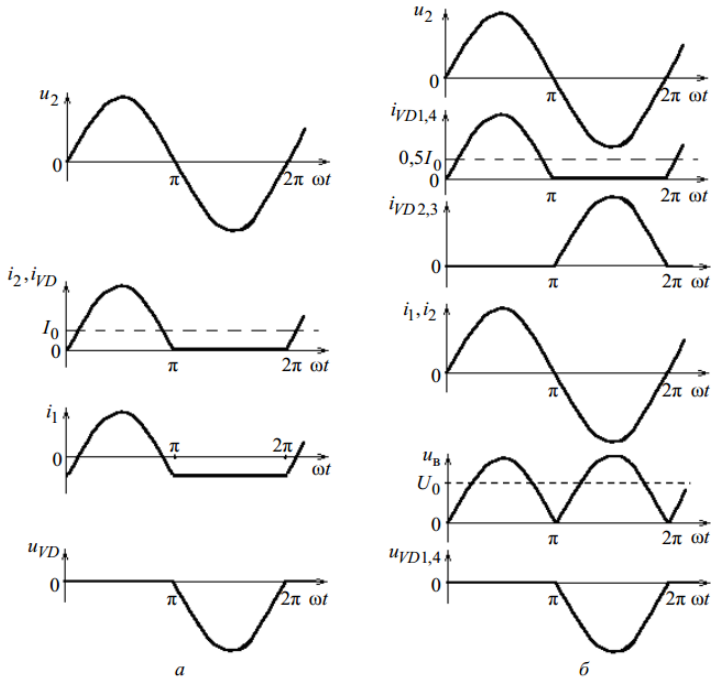 u2
0
π
2π ωt
i2, iVD
I0
0
π
2π ωt
i1
0
π
2π
ωt
uVD
0
π
2π ωt
а
u2
0
π
2π ωt
iVD1,4
0,5I0
0
π
2π ωt
iVD2,3
0
π
2π ωt
i1, i2
0
π
2π ωt
uв
U0
0
π
2π ωt
uVD1,4
0
π
2π ωt
б